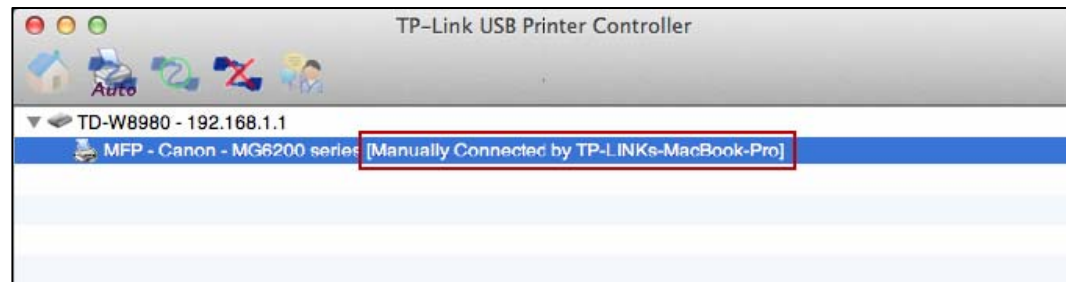 TP-Link USB Printer Controller
Auto
TD-W8980 - 192.168.1.1
MFP - Canon - MG6200 series [Manually Connected by TP-LINKs-MacBook-Pro]